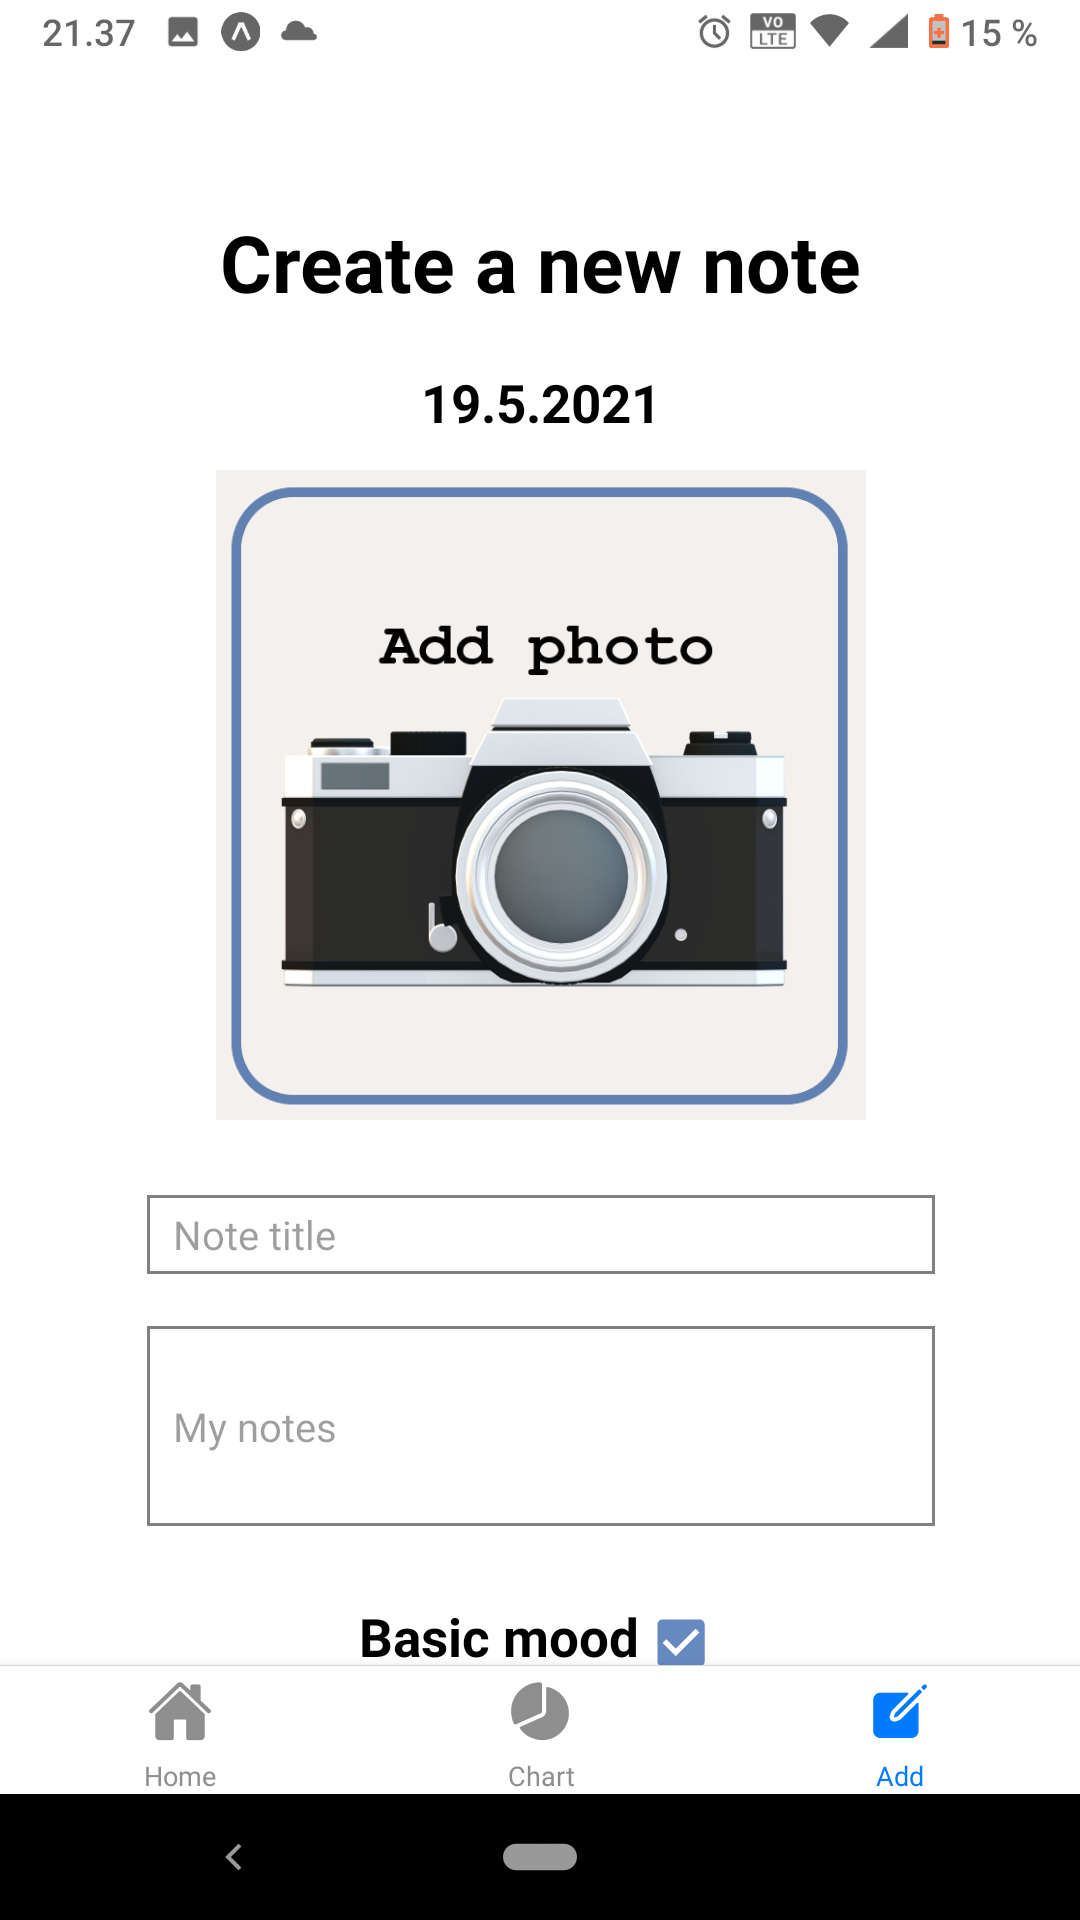 21.37 VO LTE 15 %
Create a new note
19.5.2021
Add photo
Note title
My notes
Basic mood
Home Chart Add